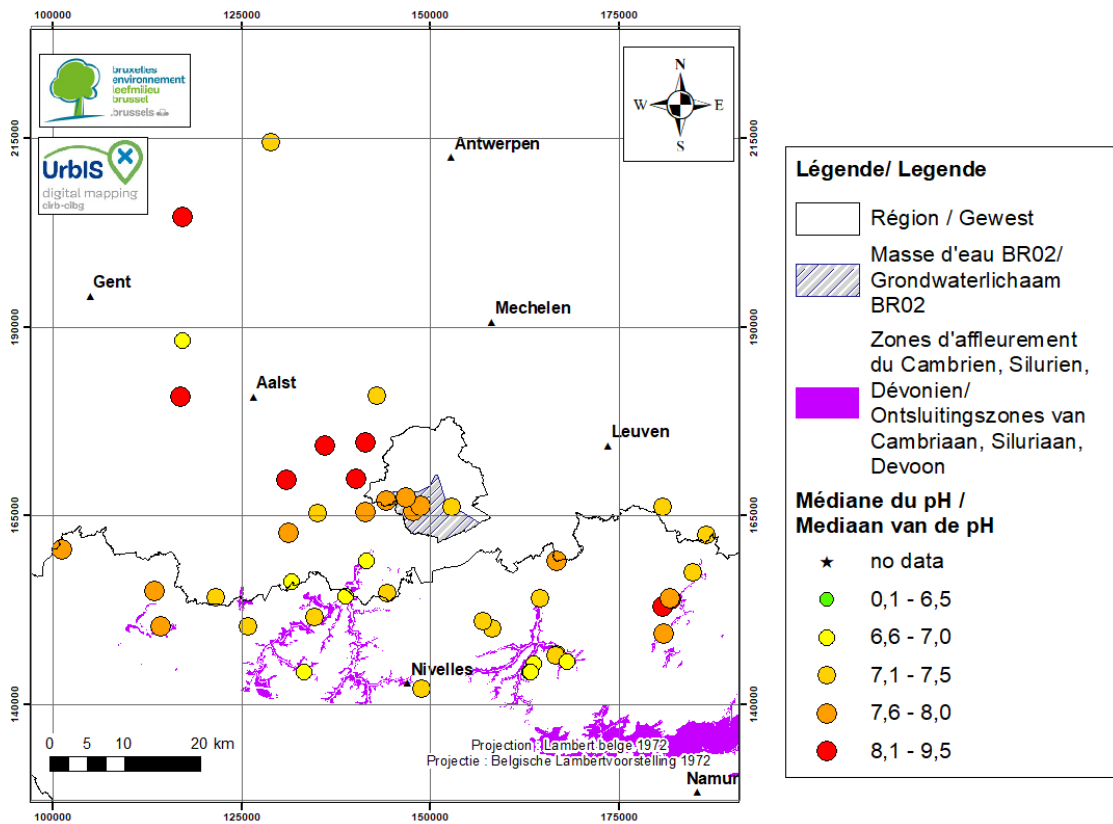 100000 125000 150000 175000
bruxelles
environnement
leefmilieu
brussel
.brussels
UrbIS
digital mapping
cirb-cibg
N
W E
S
215000 215000
Antwerpen
Gent
Mechelen
190000 190000
Aalst
Leuven
165000 165000
Nivelles
140000 140000
0 5 10 20 km
Projection : Lambert belge 1972
Projectie : Belgische Lambertvoorstelling 1972
Namur
100000 125000 150000 175000
Légende/ Legende
Région / Gewest
Masse d'eau BR02/
Grondwaterlichaam
BR02
Zones d'affleurement
du Cambrien, Silurien,
Dévonien/
Ontsluitingszones van
Cambriaan, Siluriaan,
Devoon
Médiane du pH /
Mediaan van de pH
no data
0,1 - 6,5
6,6 - 7,0
7,1 - 7,5
7,6 - 8,0
8,1 - 9,5